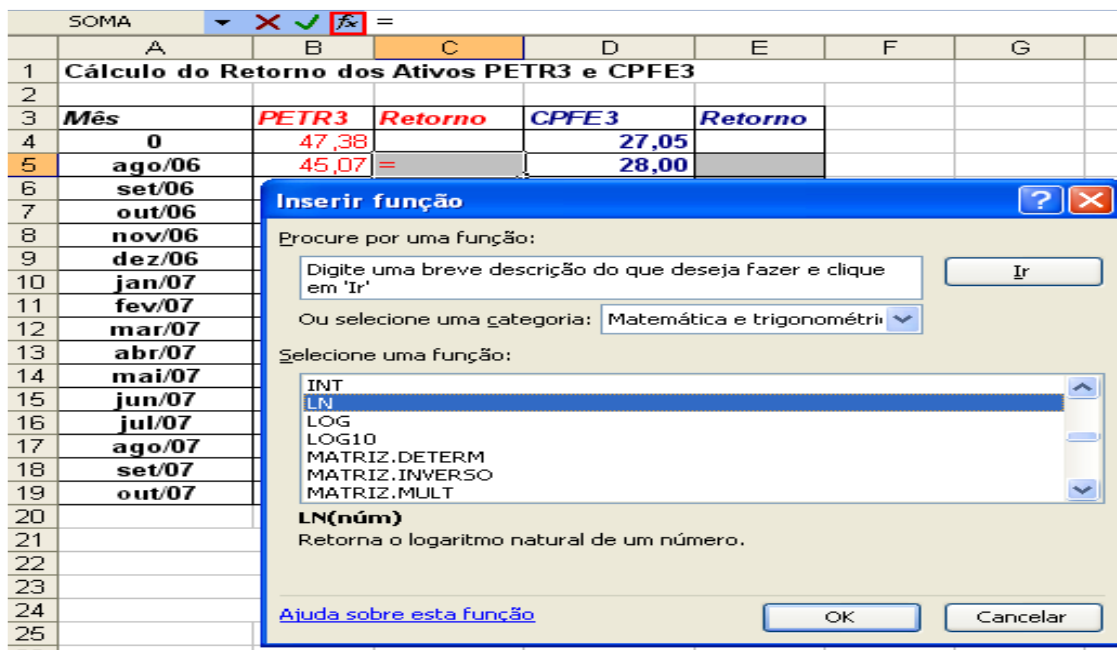 SOMA fx =
A B C D E F G
1 Cálculo do Retorno dos Ativos PETR3 e CPFE3
2
3 Mês PETR3 Retorno CPFE3 Retorno
4 0 47,38 27,05
5 ago/06 45,07 = 28,00
6 set/06
7 out/06
8 nov/06
9 dez/06
10 jan/07
11 fev/07
12 mar/07
13 abr/07
14 mai/07
15 jun/07
16 jul/07
17 ago/07
18 set/07
19 out/07
20
21
22
23
24
25
Inserir função ?
Procure por uma função:
Digite uma breve descrição do que deseja fazer e clique
em 'Ir'
Ir
Ou selecione uma categoria: Matemática e trigonométri
Selecione uma função:
INT
LN
LOG
LOG10
MATRIZ.DETERM
MATRIZ.INVERSO
MATRIZ.MULT
LN(núm)
Retorna o logaritmo natural de um número.
Ajuda sobre esta função
OK Cancelar